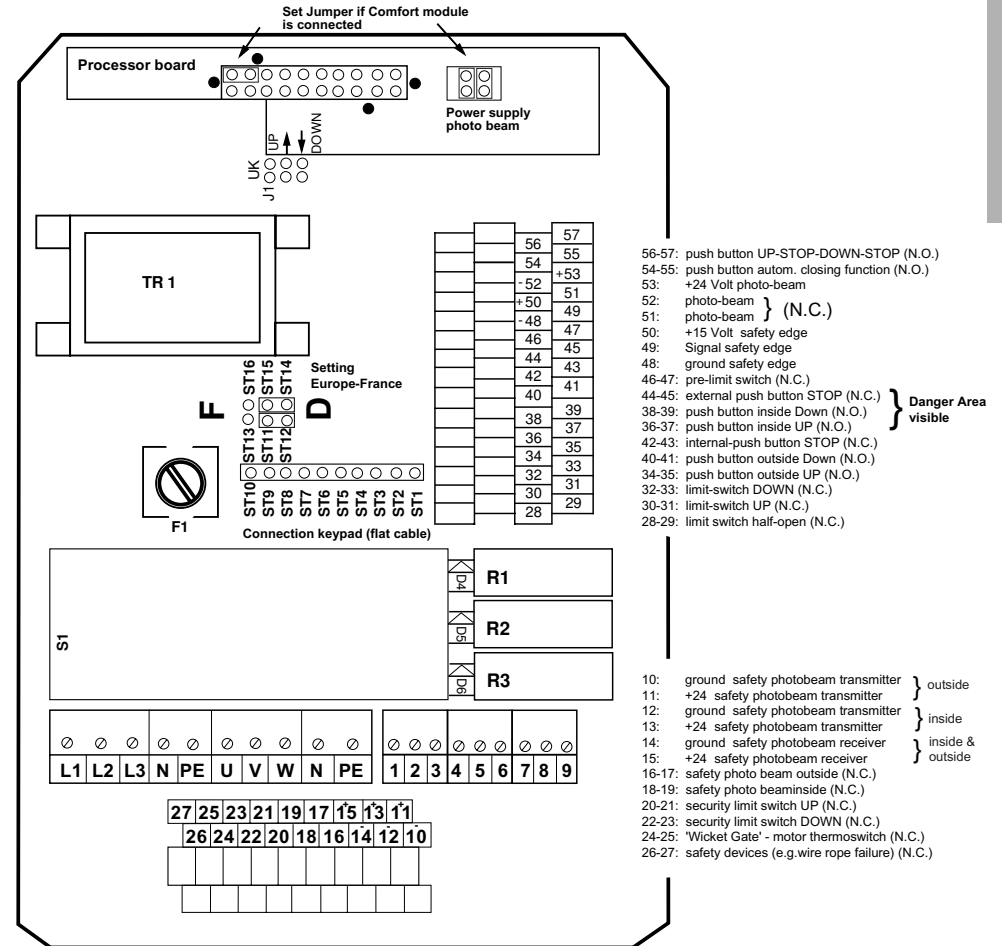 Set Jumper if Comfort module
is connected
Processor board
Power supply
photo beam
UP
DOWN
UK
J1
TR 1
57
56
55
54
+53
-52
51
+50
49
-48
47
46
45
44
43
42
41
40
39
38
37
36
35
34
33
32
31
30
29
28
ST16
ST15
ST14
Setting
Europe-France
F
D
ST13
ST11
ST12
ST10
ST9
ST8
ST7
ST6
ST5
ST4
ST3
ST2
ST1
Connection keypad (flat cable)
F1
S1
D4
R1
D5
R2
D6
R3
L1 L2 L3 N PE U V W N PE 1 2 3 4 5 6 7 8 9
27 25 23 21 19 17 15+ 13+ 11+
26 24 22 20 18 16 14- 12- 10-
56-57: push button UP-STOP-DOWN-STOP (N.O.)
54-55: push button autom. closing function (N.O.)
53: +24 Volt photo-beam
52: photo-beam
51: photo-beam
} (N.C.)
50: +15 Volt safety edge
49: Signal safety edge
48: ground safety edge
46-47: pre-limit switch (N.C.)
44-45: external push button STOP (N.C.)
38-39: push button inside Down (N.O.)
36-37: push button inside UP (N.O.)
} Danger Area
visible
42-43: internal-push button STOP (N.C.)
40-41: push button outside Down (N.O.)
34-35: push button outside UP (N.O.)
32-33: limit-switch DOWN (N.C.)
30-31: limit-switch UP (N.C.)
28-29: limit switch half-open (N.C.)
10: ground safety photobeam transmitter
11: +24 safety photobeam transmitter
} outside
12: ground safety photobeam transmitter
13: +24 safety photobeam transmitter
} inside
14: ground safety photobeam receiver
15: +24 safety photobeam receiver
} inside &
outside
16-17: safety photo beam outside (N.C.)
18-19: safety photo beaminside (N.C.)
20-21: security limit switch UP (N.C.)
22-23: security limit switch DOWN (N.C.)
24-25: 'Wicket Gate' - motor thermoswitch (N.C.)
26-27: safety devices (e.g.wire rope failure) (N.C.)